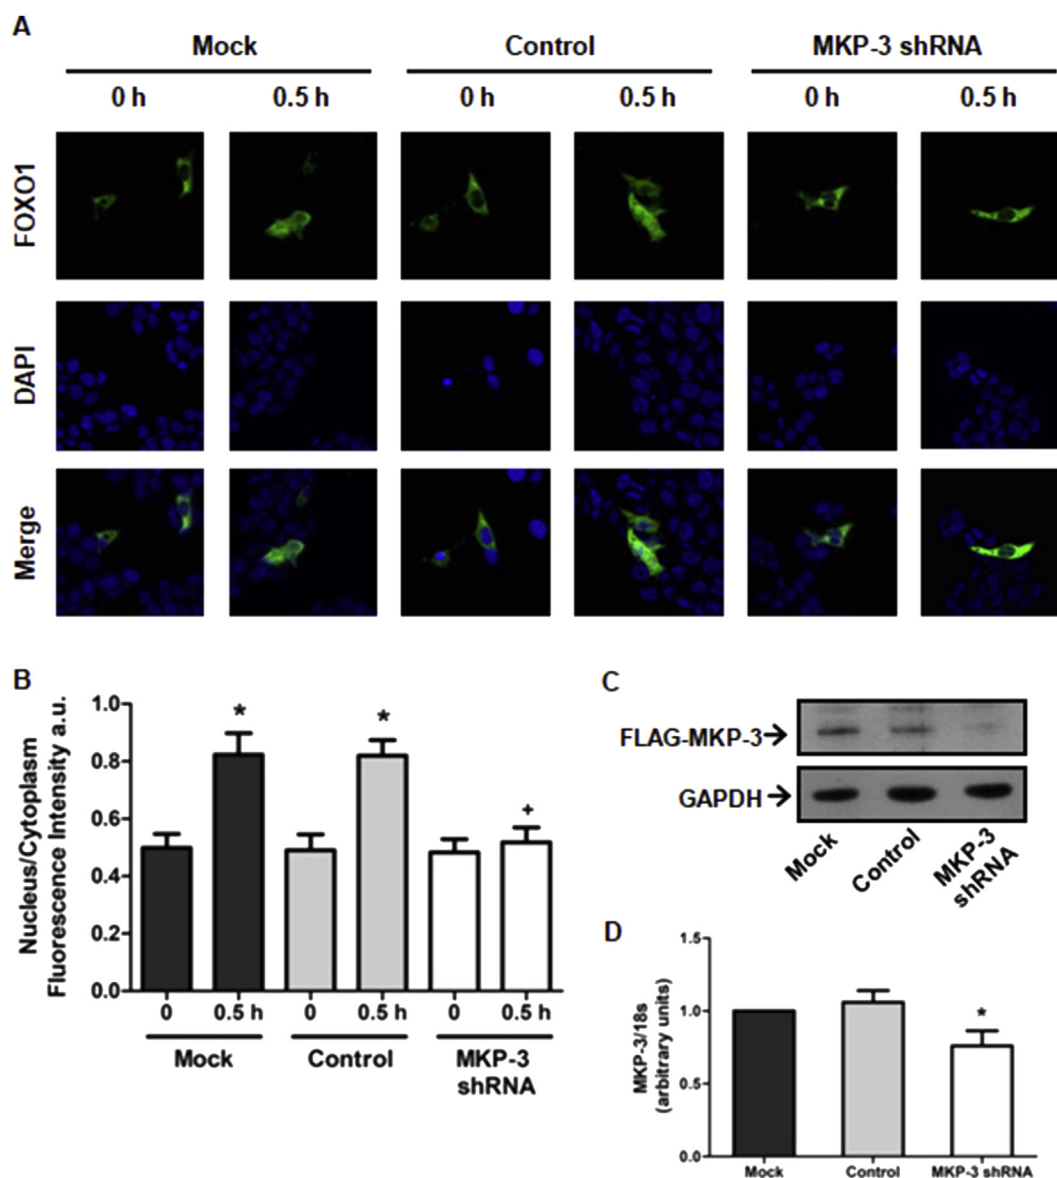 A
Mock Control MKP-3 shRNA
0 h 0.5 h 0 h 0.5 h 0 h 0.5 h
FOXO1
DAPI
Merge
B
Nucleus/Cytoplasm
Fluorescence Intensity a.u.
1.0
0.8
0.6
0.4
0.2
0.0
* * +
0 0.5 h 0 0.5 h 0 0.5 h
Mock Control MKP-3
shRNA
C
FLAG-MKP-3
GAPDH
Mock
Control
MKP-3
shRNA
D
MKP-3/18s
(arbitrary units)
1.5
1.0
0.5
0.0
*
Mock Control MKP-3 shRNA